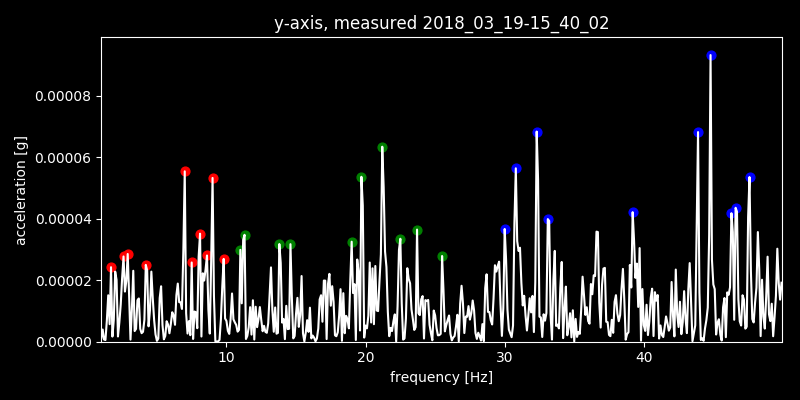 y-axis, measured 2018_03_19-15_40_02
0.00008
0.00006
0.00004
0.00002
0.00000
acceleration [g]
10 20 30 40
frequency [Hz]